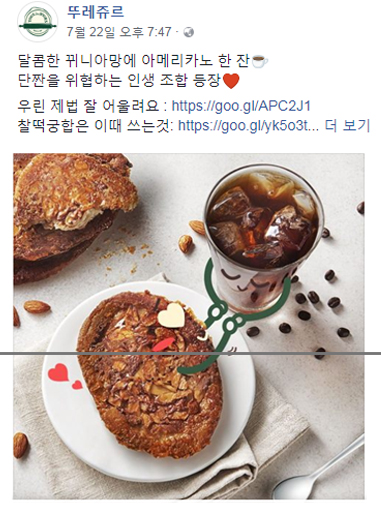 뚜레쥬르
7월 22일 오후 7:47 ·
달콤한 뀌니아망에 아메리카노 한 잔☕
단짠을 위협하는 인생 조합 등장❤
우린 제법 잘 어울려요 : https://goo.gl/APC2J1
찰떡궁합은 이때 쓰는것: https://goo.gl/yk5o3t... 더 보기